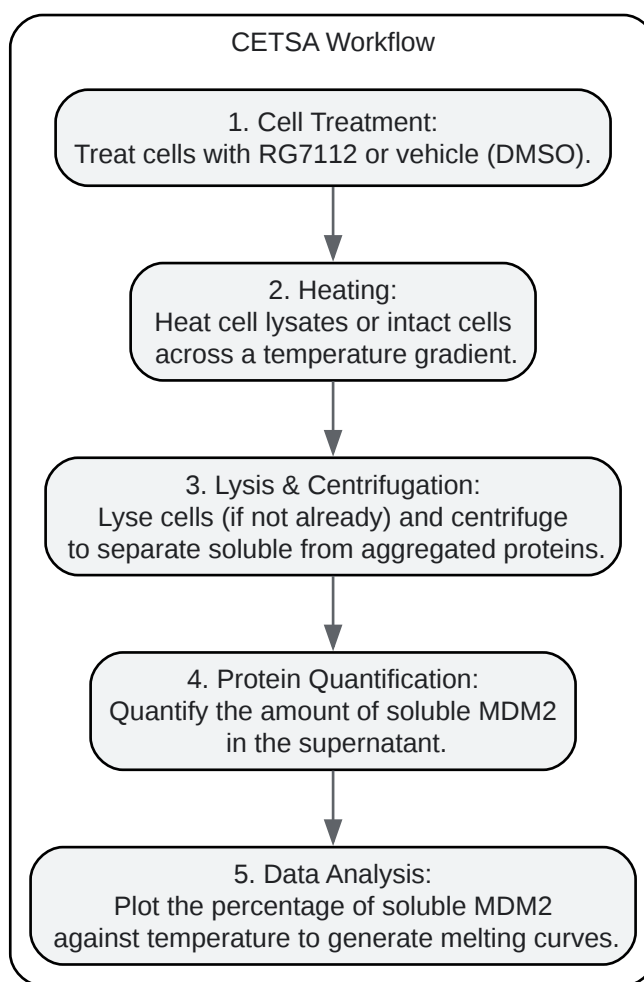 CETSA Workflow
1. Cell Treatment:
Treat cells with RG7112 or vehicle (DMSO).
2. Heating:
Heat cell lysates or intact cells
across a temperature gradient.
3. Lysis & Centrifugation:
Lyse cells (if not already) and centrifuge
to separate soluble from aggregated proteins.
4. Protein Quantification:
Quantify the amount of soluble MDM2
in the supernatant.
5. Data Analysis:
Plot the percentage of soluble MDM2
against temperature to generate melting curves.